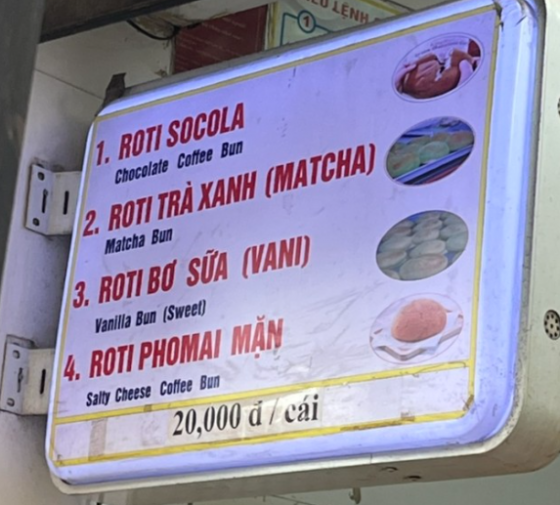 1. ROTI SOCOLA
Chocolate Coffee Bun
2. ROTI TRÀ XANH (MATCHA)
Matcha Bun
3. ROTI BƠ SỮA (VANI)
Vanilla Bun (Sweet)
4. ROTI PHOMAI MẶN
Salty Cheese Coffee Bun
20,000 đ / cái
1